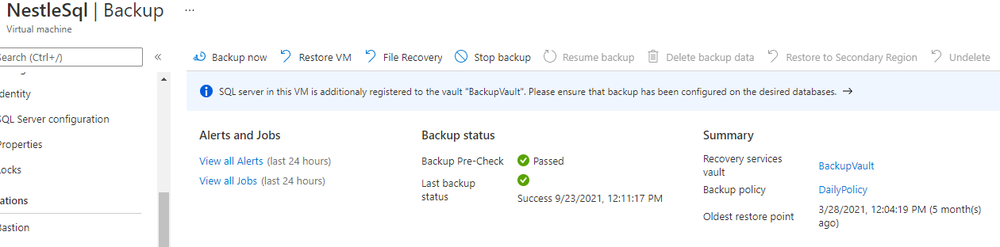 NestleSql | Backup ...
Virtual machine
Search (Ctrl+/) «
Backup now Restore VM File Recovery Stop backup Resume backup Delete backup data Restore to Secondary Region Undelete
SQL server in this VM is additionaly registered to the vault "BackupVault". Please ensure that backup has been configured on the desired databases. →
Identity
SQL Server configuration
Properties
Locks
ations
Bastion
Alerts and Jobs
View all Alerts (last 24 hours)
View all Jobs (last 24 hours)
Backup status
Backup Pre-Check Passed
Last backup
status
Success 9/23/2021, 12:11:17 PM
Summary
Recovery services
vault
BackupVault
Backup policy DailyPolicy
Oldest restore point 3/28/2021, 12:04:19 PM (5 month(s)
ago)